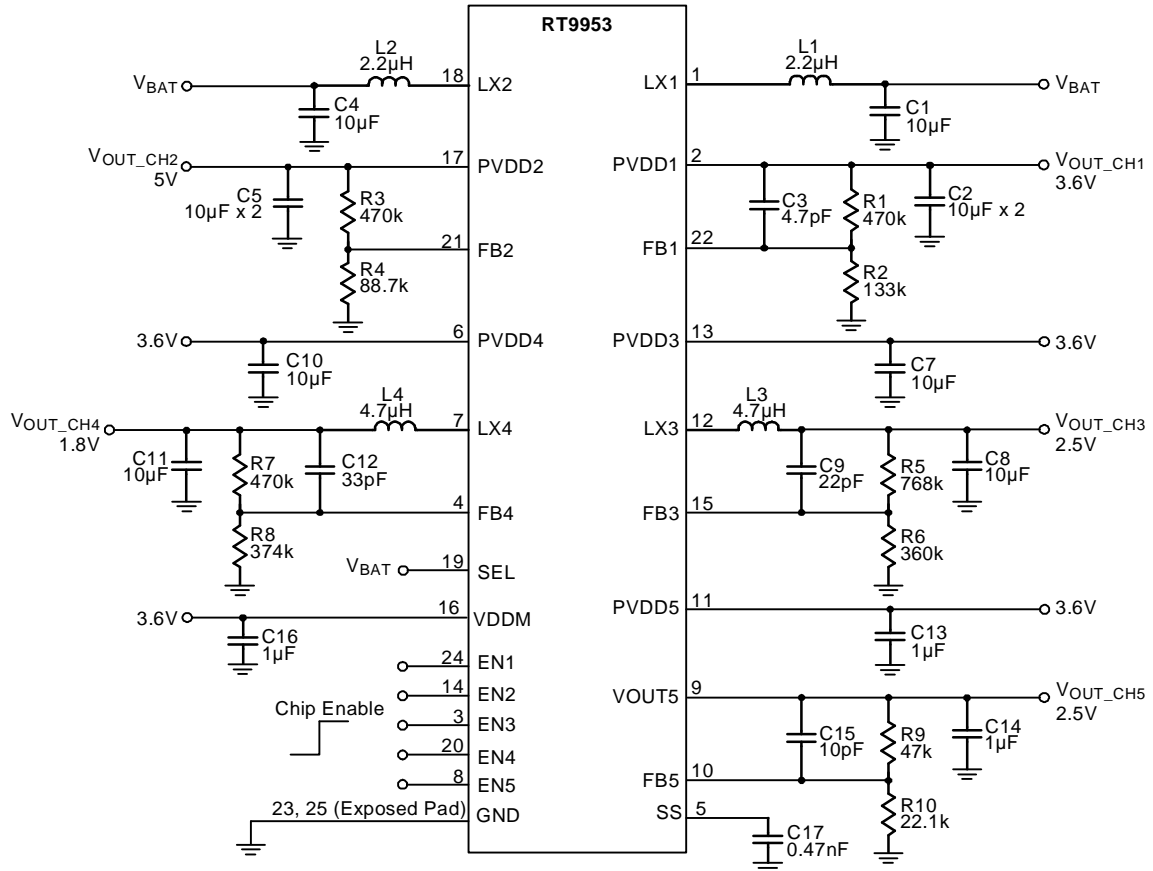 RT9953
L2
2.2µH
VBAT
18
LX2
C4
10µF
VOUT_CH2
5V
17
PVDD2
C5
10µF x 2
R3
470k
21
FB2
R4
88.7k
3.6V
6
PVDD4
C10
10µF
L4
4.7µH
VOUT_CH4
1.8V
7
LX4
C11
10µF
R7
470k
C12
33pF
4
FB4
R8
374k
VBAT
19
SEL
3.6V
16
VDDM
C16
1µF
24
EN1
14
EN2
Chip Enable
3
EN3
20
EN4
8
EN5
23, 25 (Exposed Pad)
GND
L1
2.2µH
LX1
1
VBAT
C1
10µF
PVDD1
2
VOUT_CH1
3.6V
C3
4.7pF
R1
470k
C2
10µF x 2
FB1
22
R2
133k
PVDD3
13
3.6V
C7
10µF
L3
4.7µH
LX3
12
VOUT_CH3
2.5V
C9
22pF
R5
768k
C8
10µF
FB3
15
R6
360k
PVDD5
11
3.6V
C13
1µF
VOUT5
9
VOUT_CH5
2.5V
C15
10pF
R9
47k
C14
1µF
FB5
10
R10
22.1k
SS
5
C17
0.47nF